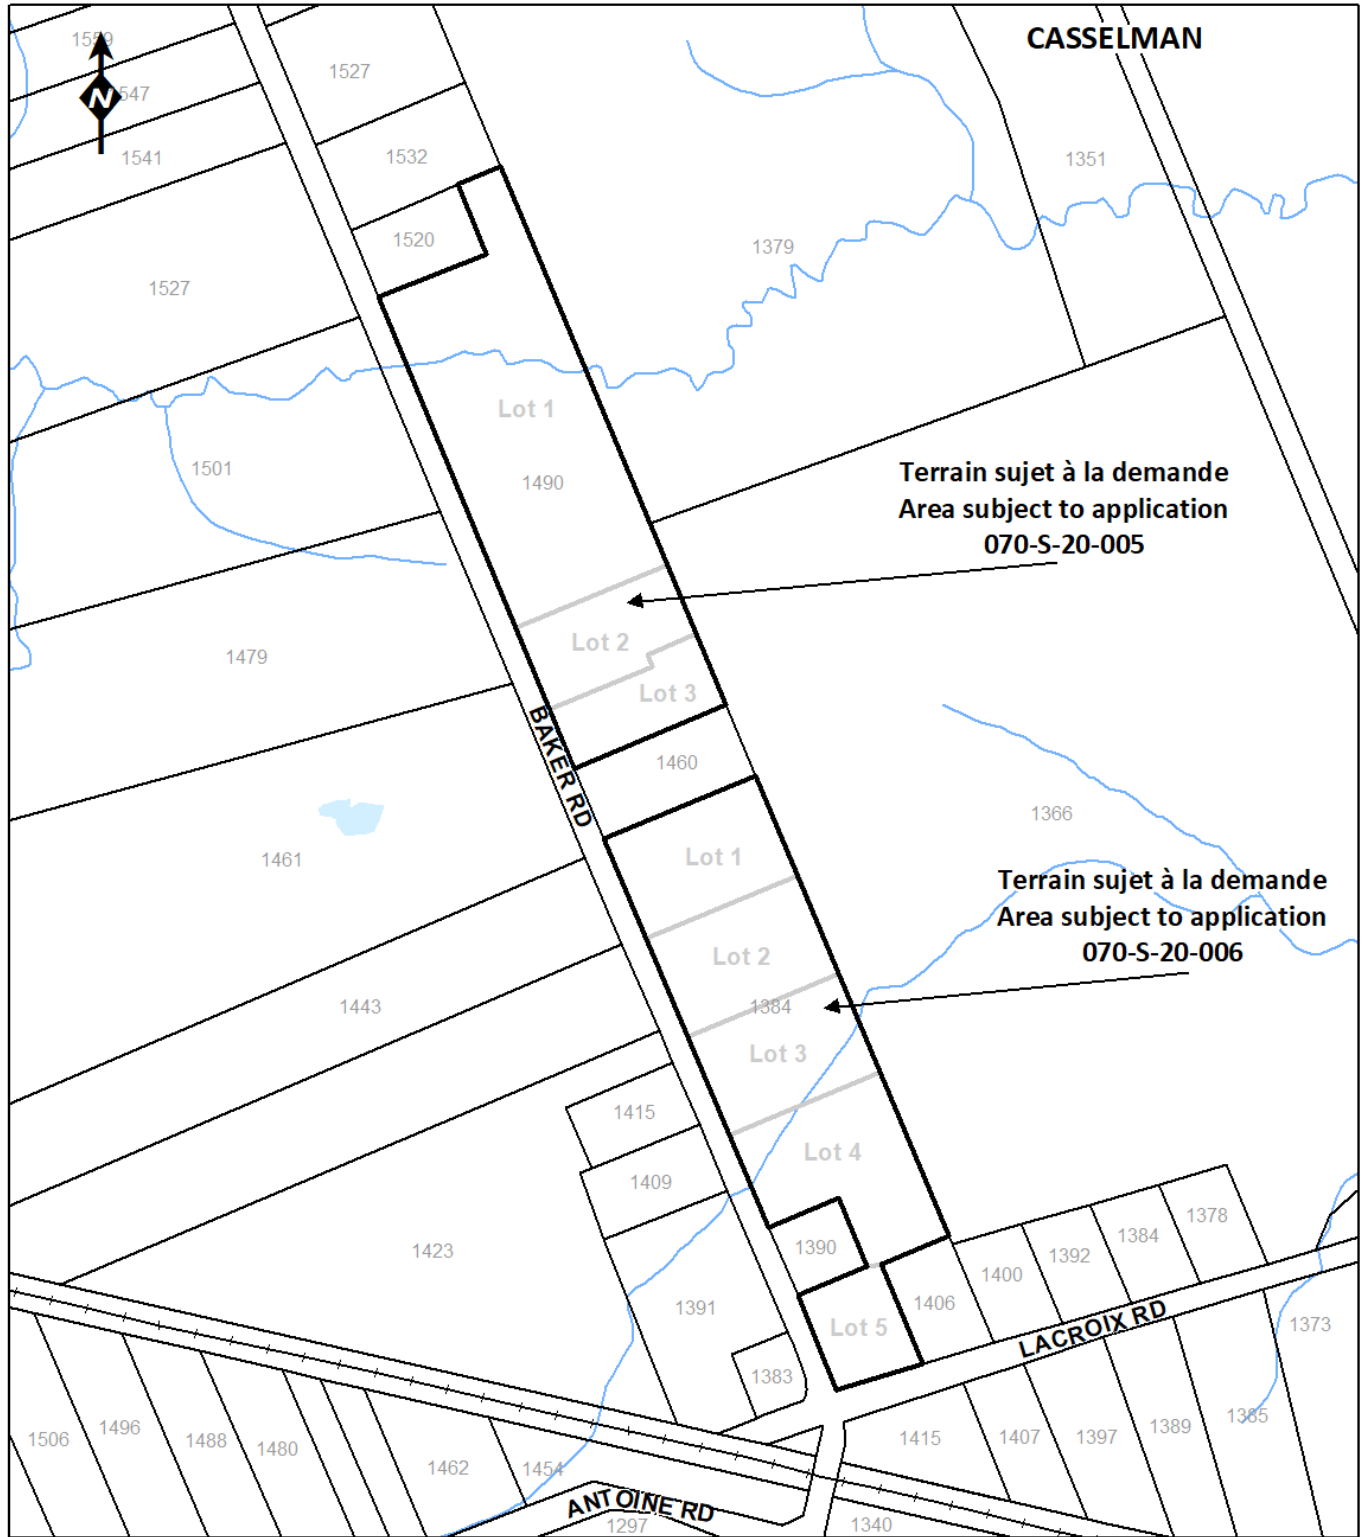 CASSELMAN
1559
N
1547
1541
1527
1532
1351
1520
1379
1527
Lot 1
1501
1490
Terrain sujet à la demande
Area subject to application
070-S-20-005
Lot 2
1479
Lot 3
BAKER RD
1460
1461
1366
Lot 1
Terrain sujet à la demande
Area subject to application
070-S-20-006
Lot 2
1443
1384
Lot 3
1415
Lot 4
1409
1378
1384
1392
1390
1423
1400
1406
1391
Lot 5
LACROIX RD
1373
1383
1385
1389
1397
1407
1415
1506
1496
1488
1480
1462
1454
ANTOINE RD
1297
1340